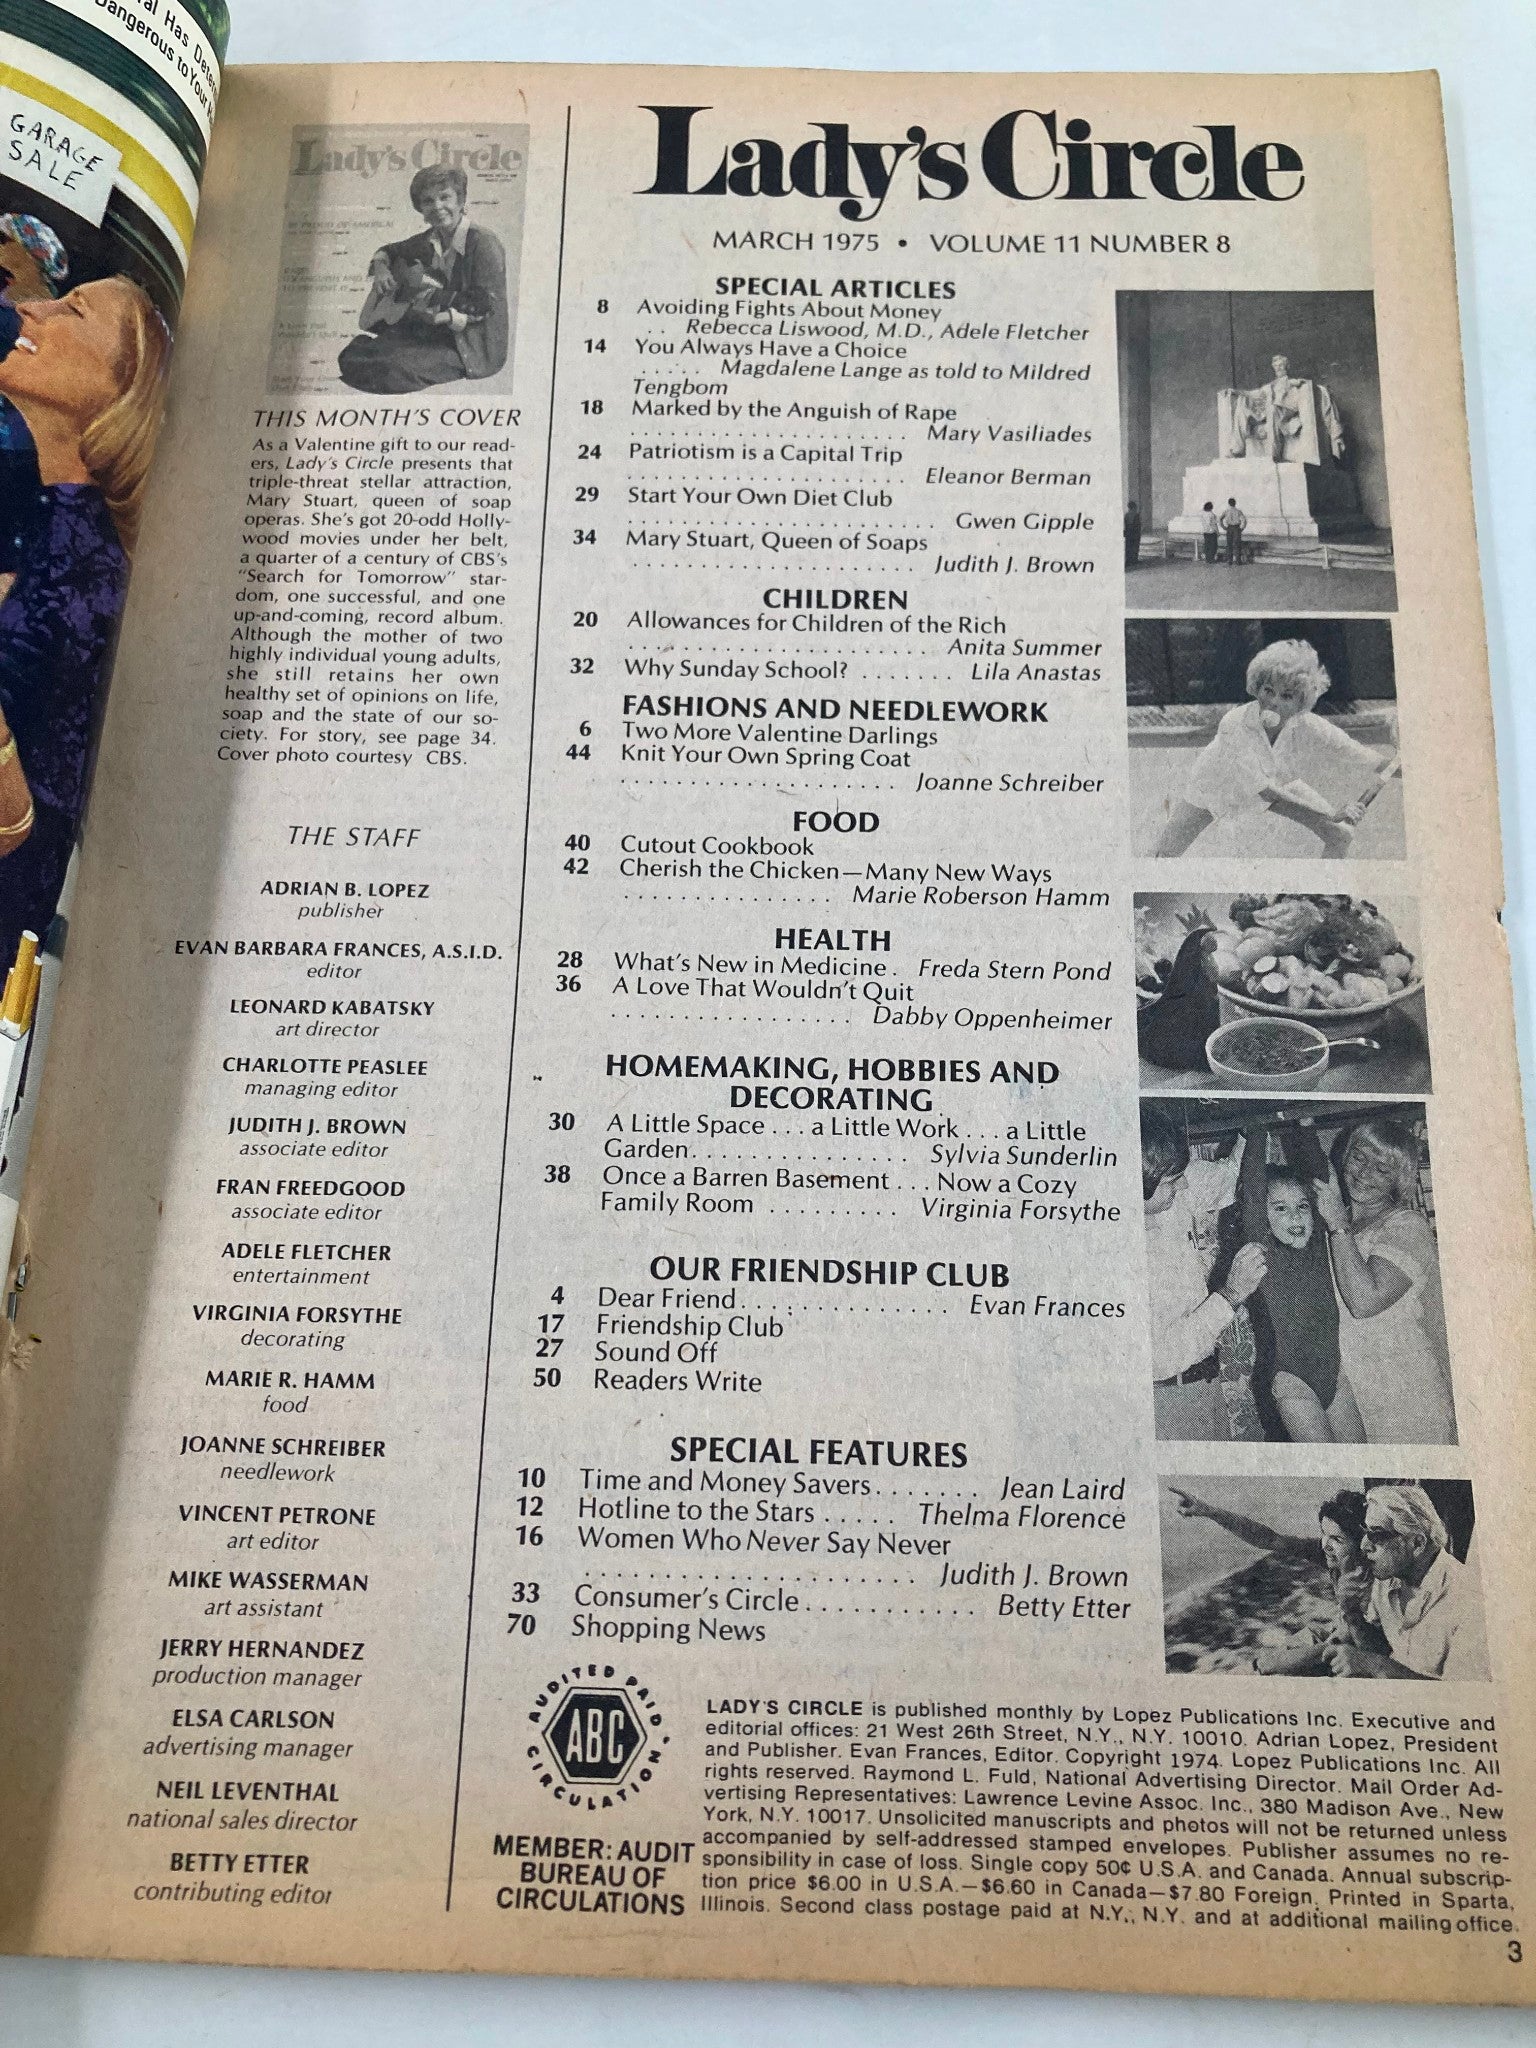 al Has Deter
Dangerous to Your H
GARAGE
SALE
Lady's Circle
THIS MONTH'S COVER
As a Valentine gift to our read-
ers, Lady's Circle presents that
triple-threat stellar attraction,
Mary Stuart, queen of soap
operas. She's got 20-odd Holly-
wood movies under her belt,
a quarter of a century of CBS's
"Search for Tomorrow" star-
dom, one successful, and one
up-and-coming, record album.
Although the mother of two
highly individual young adults,
she still retains her own
healthy set of opinions on life,
soap and the state of our so-
ciety. For story, see page 34.
Cover photo courtesy CBS.
THE STAFF
ADRIAN B. LOPEZ
publisher
EVAN BARBARA FRANCES, A.S.I.D.
editor
LEONARD KABATSKY
art director
CHARLOTTE PEASLEE
managing editor
JUDITH J. BROWN
associate editor
FRAN FREEDGOOD
associate editor
ADELE FLETCHER
entertainment
VIRGINIA FORSYTHE
decorating
MARIE R. HAMM
food
JOANNE SCHREIBER
needlework
VINCENT PETRONE
art editor
MIKE WASSERMAN
art assistant
JERRY HERNANDEZ
production manager
ELSA CARLSON
advertising manager
NEIL LEVENTHAL
national sales director
BETTY ETTER
contributing editor
Lady's Circle
MARCH 1975 • VOLUME 11 NUMBER 8
SPECIAL ARTICLES
8 Avoiding Fights About Money
. . Rebecca Liswood, M.D., Adele Fletcher
14 You Always Have a Choice
. . . . . Magdalene Lange as told to Mildred
Tengbom
18 Marked by the Anguish of Rape
. . . . . . . . . . . . . . . . . . . . . Mary Vasiliades
24 Patriotism is a Capital Trip
. . . . . . . . . . . . . . . . . . . . . Eleanor Berman
29 Start Your Own Diet Club
. . . . . . . . . . . . . . . . . . . . . . . Gwen Gipple
34 Mary Stuart, Queen of Soaps
. . . . . . . . . . . . . . . . . . . . . Judith J. Brown
CHILDREN
20 Allowances for Children of the Rich
. . . . . . . . . . . . . . . . . . . . . Anita Summer
32 Why Sunday School? . . . . . . . Lila Anastas
FASHIONS AND NEEDLEWORK
6 Two More Valentine Darlings
44 Knit Your Own Spring Coat
. . . . . . . . . . . . . . . . . . . Joanne Schreiber
FOOD
40 Cutout Cookbook
42 Cherish the Chicken—Many New Ways
. . . . . . . . . . . . . . . Marie Roberson Hamm
HEALTH
28 What's New in Medicine . Freda Stern Pond
36 A Love That Wouldn't Quit
. . . . . . . . . . . . . . . . . Dabby Oppenheimer
HOMEMAKING, HOBBIES AND
DECORATING
30 A Little Space . . . a Little Work . . . a Little
Garden. . . . . . . . . . . . . . . Sylvia Sunderlin
38 Once a Barren Basement . . . Now a Cozy
Family Room . . . . . . . . . Virginia Forsythe
OUR FRIENDSHIP CLUB
4 Dear Friend. . . . . . . . . . . . . . Evan Frances
17 Friendship Club
27 Sound Off
50 Readers Write
SPECIAL FEATURES
10 Time and Money Savers. . . . . . . Jean Laird
12 Hotline to the Stars . . . . . Thelma Florence
16 Women Who Never Say Never
. . . . . . . . . . . . . . . . . . . . . Judith J. Brown
33 Consumer's Circle. . . . . . . . . . . Betty Etter
70 Shopping News
AUDITED PAID CIRCULATION
ABC
MEMBER: AUDIT
BUREAU OF
CIRCULATIONS
LADY'S CIRCLE is published monthly by Lopez Publications Inc. Executive and
editorial offices: 21 West 26th Street, N.Y., N.Y. 10010. Adrian Lopez, President
and Publisher. Evan Frances, Editor. Copyright 1974. Lopez Publications Inc. All
rights reserved. Raymond L. Fuld, National Advertising Director. Mail Order Ad-
vertising Representatives: Lawrence Levine Assoc. Inc., 380 Madison Ave., New
York, N.Y. 10017. Unsolicited manuscripts and photos will not be returned unless
accompanied by self-addressed stamped envelopes. Publisher assumes no re-
sponsibility in case of loss. Single copy 50¢ U.S.A. and Canada. Annual subscrip-
tion price $6.00 in U.S.A.—$6.60 in Canada—$7.80 Foreign. Printed in Sparta,
Illinois. Second class postage paid at N.Y., N.Y. and at additional mailing office.
3